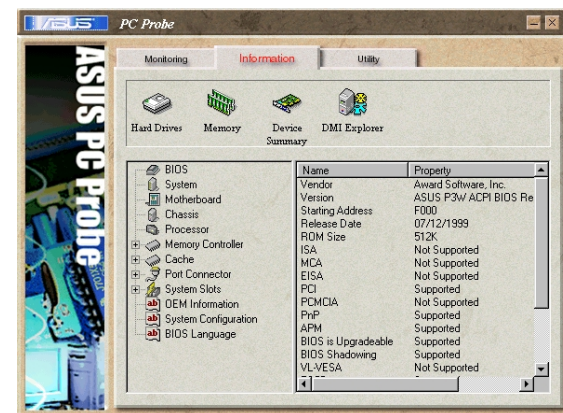 ASUS PC Probe
ASUS PC Probe
Monitoring
Information
Utility
Hard Drives
Memory
Device
Summary
DMI Explorer
BIOS
System
Motherboard
Chassis
Processor
Memory Controller
Cache
Port Connector
System Slots
OEM Information
System Configuration
BIOS Language
Name Property
Vendor Award Software, Inc.
Version ASUS P3W ACPI BIOS Re
Starting Address F000
Release Date 07/12/1999
ROM Size 512K
ISA Not Supported
MCA Not Supported
EISA Not Supported
PCI Supported
PCMCIA Not Supported
PnP Supported
APM Supported
BIOS is Upgradeable Supported
BIOS Shadowing Supported
VL-VESA Not Supported